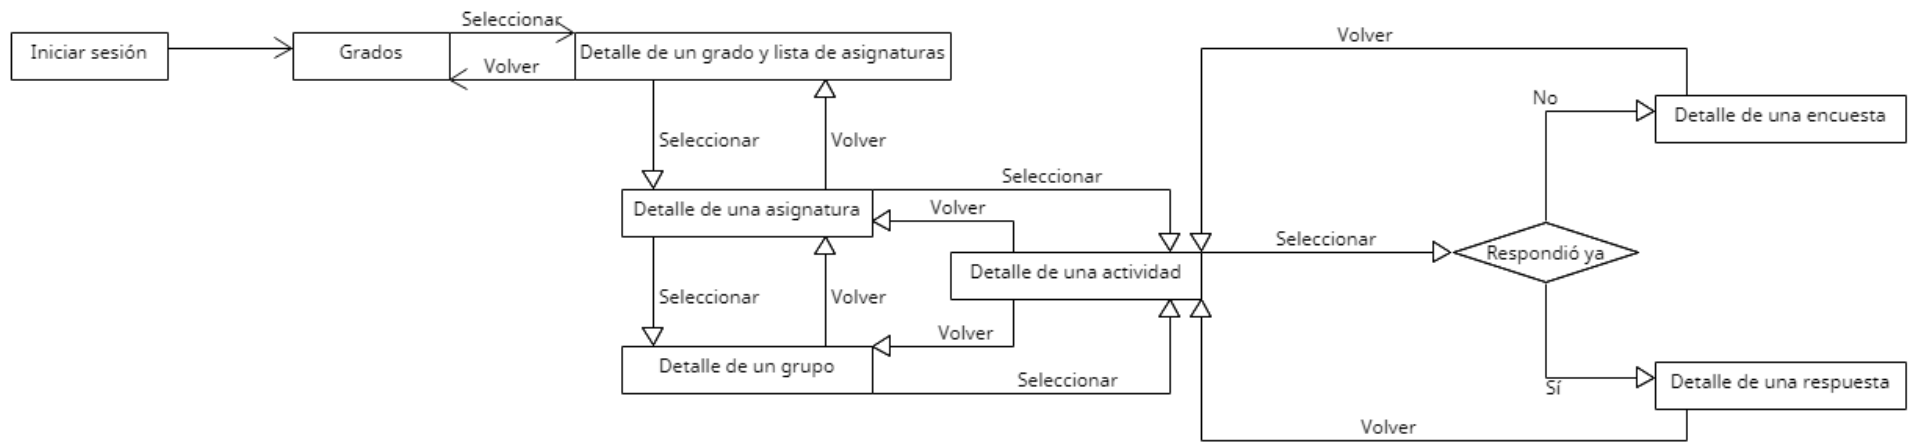 Seleccionar
Iniciar sesión
Grados
Volver
Detalle de un grado y lista de asignaturas
Volver
Seleccionar
Volver
No
Detalle de una encuesta
Seleccionar
Detalle de una asignatura
Volver
Seleccionar
Respondió ya
Detalle de una actividad
Seleccionar
Volver
Volver
Detalle de un grupo
Seleccionar
Sí
Detalle de una respuesta
Volver